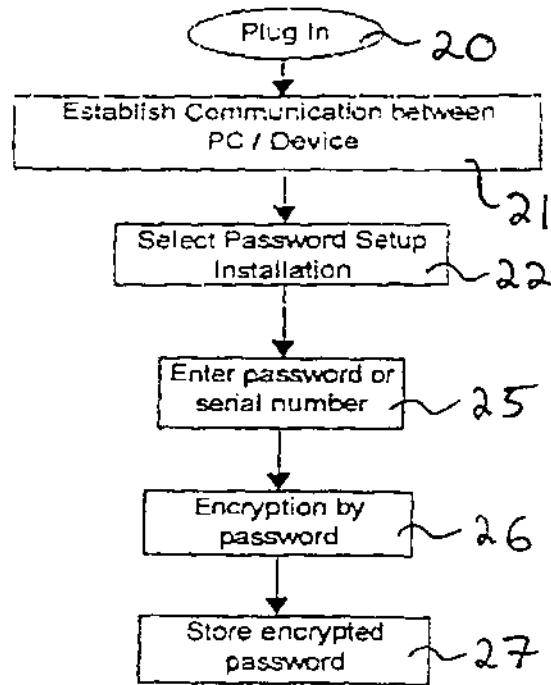 Plug In
20
Establish Communication between
PC / Device
21
Select Password Setup
Installation
22
Enter password or
serial number
25
Encryption by
password
26
Store encrypted
password
27